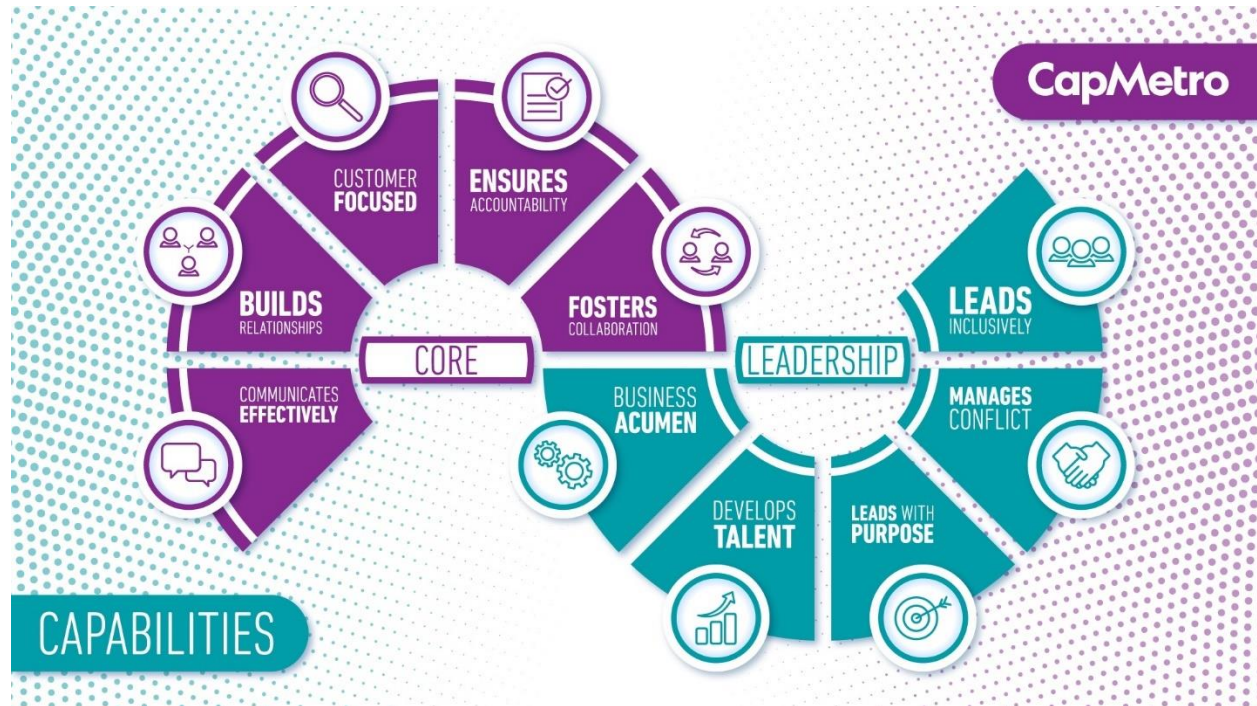 CapMetro
CUSTOMER
FOCUSED
ENSURES
ACCOUNTABILITY
BUILDS
RELATIONSHIPS
FOSTERS
COLLABORATION
COMMUNICATES
EFFECTIVELY
CORE
LEADERSHIP
LEADS
INCLUSIVELY
BUSINESS
ACUMEN
MANAGES
CONFLICT
DEVELOPS
TALENT
LEADS WITH
PURPOSE
CAPABILITIES